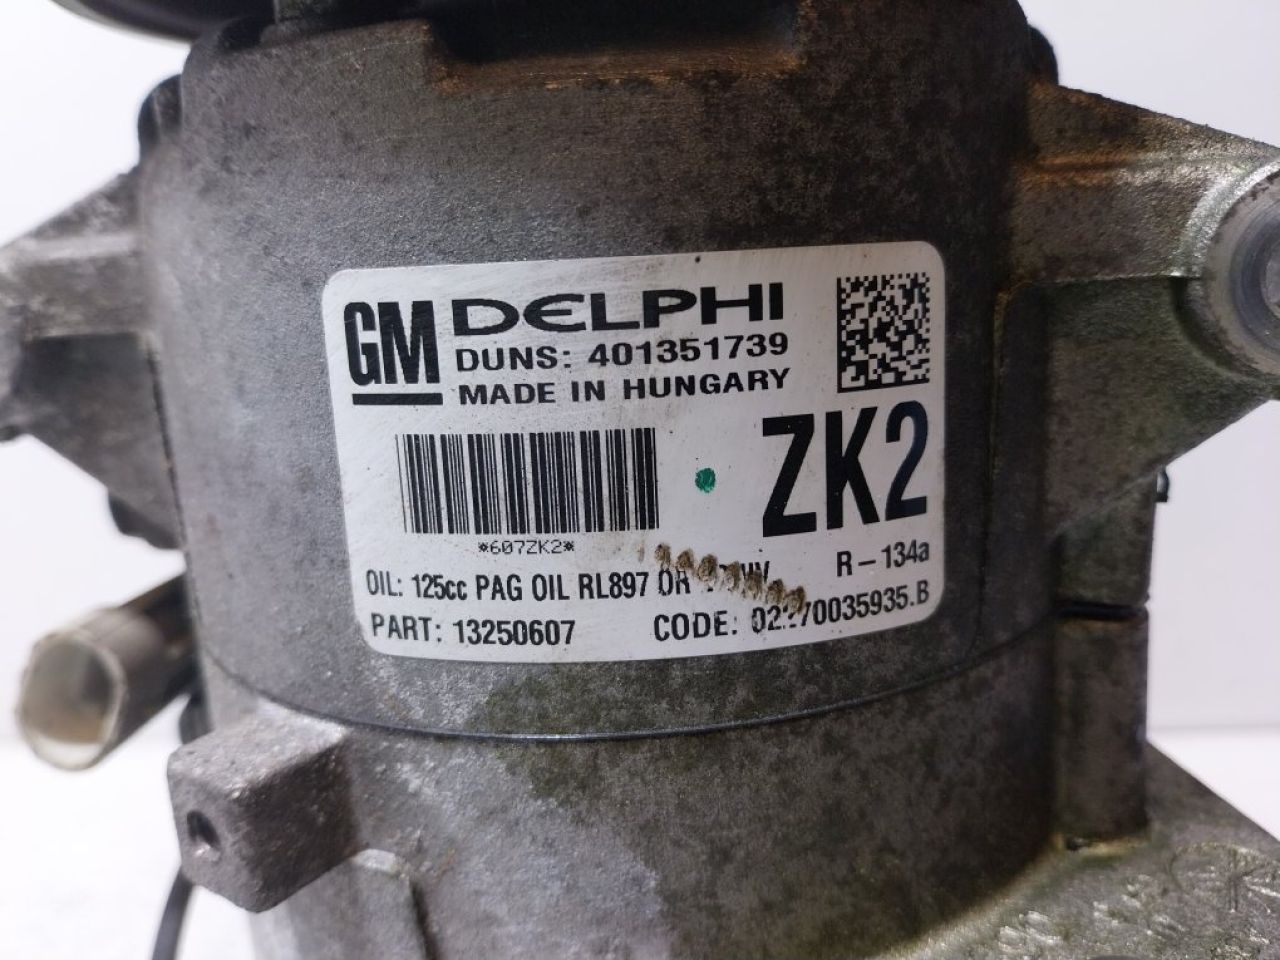 GM DELPHI
DUNS: 401351739
MADE IN HUNGARY
ZK2
*607ZK2*
R-134a
OIL: 125cc PAG OIL RL897 OR
PART: 13250607
CODE: